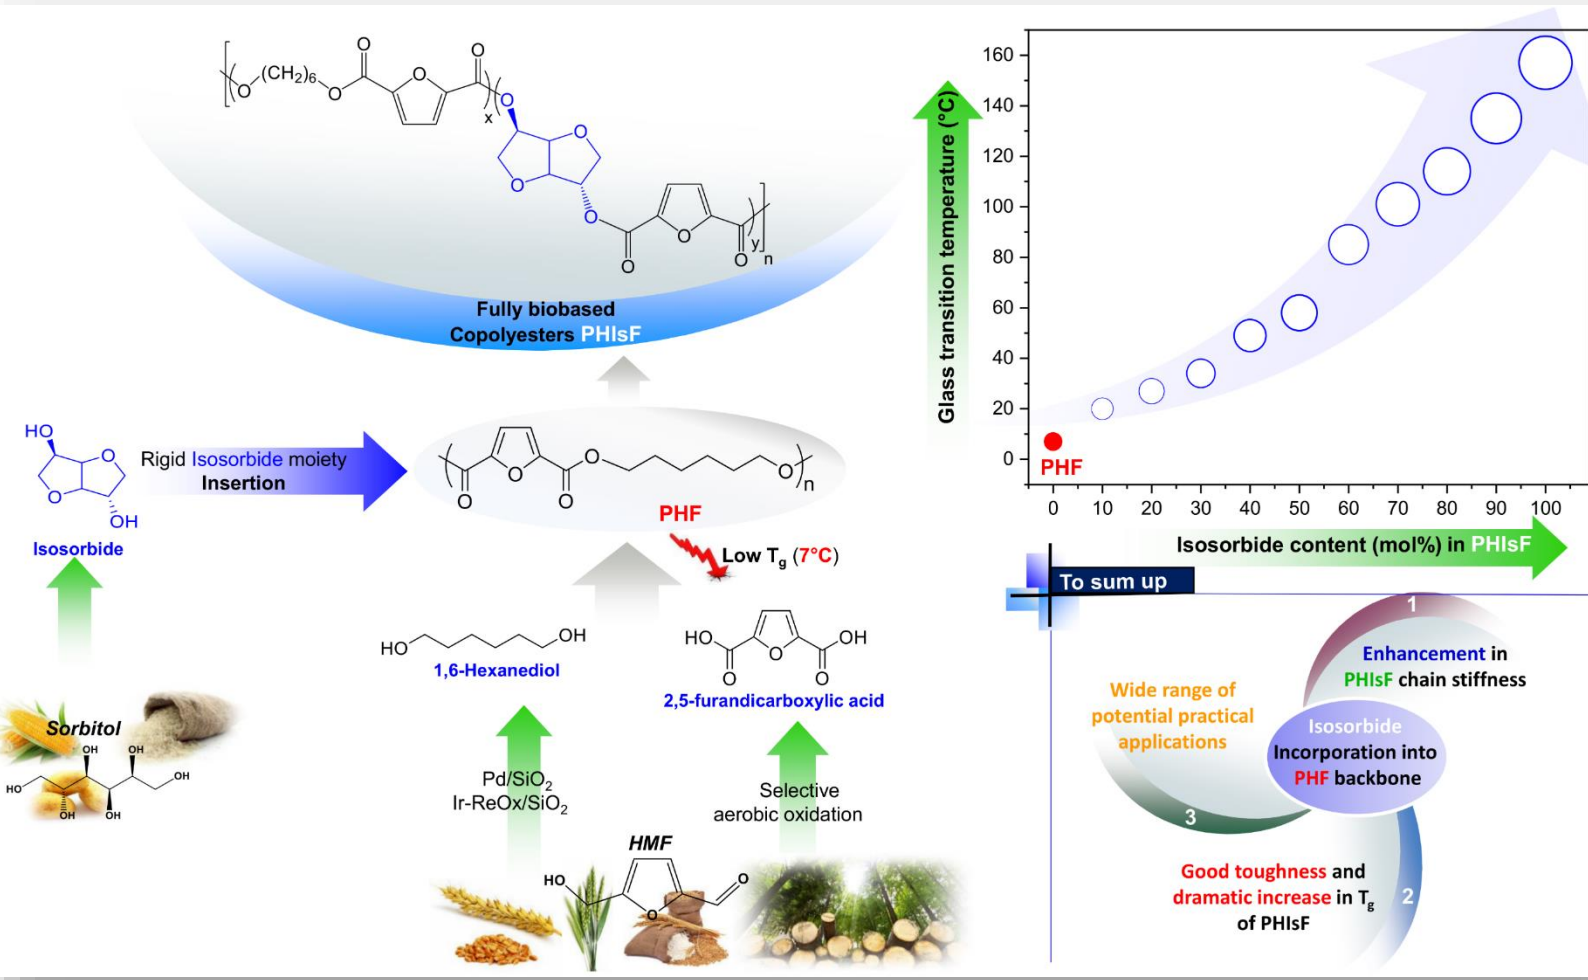 O
O
(CH2)6
O
O
O
x
O
O
O
O
O
O
O
y
n
Fully biobased
Copolyesters PHIsF
HO
O
O
OH
Isosorbide
Rigid Isosorbide moiety
Insertion
O
O
O
O
O
n
PHF
Low Tg (7°C)
HO
OH
1,6-Hexanediol
HO
O
O
O
OH
2,5-furandicarboxylic acid
Sorbitol
OH
OH
HO
OH
OH
OH
Pd/SiO2
Ir-ReOx/SiO2
Selective
aerobic oxidation
HMF
HO
O
O
Glass transition temperature (°C)
160
140
120
100
80
60
40
20
0
PHF
0 10 20 30 40 50 60 70 80 90 100
Isosorbide content (mol%) in PHIsF
To sum up
1
Enhancement in
PHIsF chain stiffness
Wide range of
potential practical
applications
Isosorbide
Incorporation into
PHF backbone
3
Good toughness and
dramatic increase in Tg
of PHIsF
2